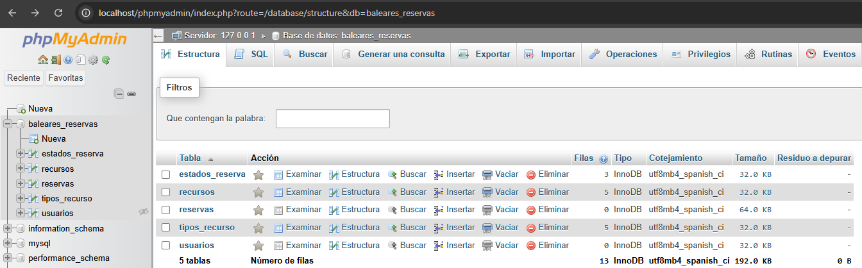 localhost/phpmyadmin/index.php?route=/database/structure&db=baleares_reservas
phpMyAdmin
Reciente Favoritas
Nueva
baleares_reservas
Nueva
estados_reserva
recursos
reservas
tipos_recurso
usuarios
information_schema
mysql
performance_schema
Servidor: 127.0.0.1 » Base de datos: baleares_reservas
Estructura SQL Buscar Generar una consulta Exportar Importar Operaciones Privilegios Rutinas Eventos
Filtros
Que contengan la palabra:
Tabla Acción Filas Tipo Cotejamiento Tamaño Residuo a depurar
estados_reserva Examinar Estructura Buscar Insertar Vaciar Eliminar 3 InnoDB utf8mb4_spanish_ci 32.0 KB -
recursos Examinar Estructura Buscar Insertar Vaciar Eliminar 5 InnoDB utf8mb4_spanish_ci 32.0 KB -
reservas Examinar Estructura Buscar Insertar Vaciar Eliminar 0 InnoDB utf8mb4_spanish_ci 64.0 KB -
tipos_recurso Examinar Estructura Buscar Insertar Vaciar Eliminar 5 InnoDB utf8mb4_spanish_ci 32.0 KB -
usuarios Examinar Estructura Buscar Insertar Vaciar Eliminar 0 InnoDB utf8mb4_spanish_ci 32.0 KB -
5 tablas Número de filas 13 InnoDB utf8mb4_spanish_ci 192.0 KB 0 B